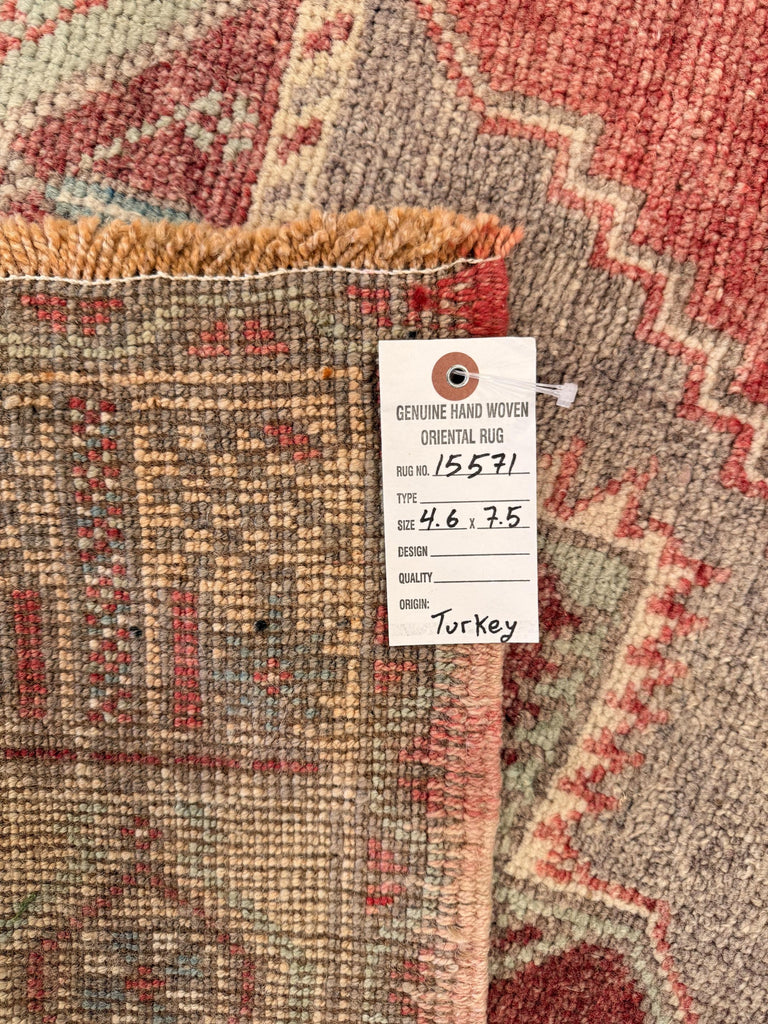 GENUINE HAND WOVEN
ORIENTAL RUG
RUG NO. 15571
TYPE
SIZE 4.6 X 7.5
DESIGN
QUALITY
ORIGIN:
Turkey